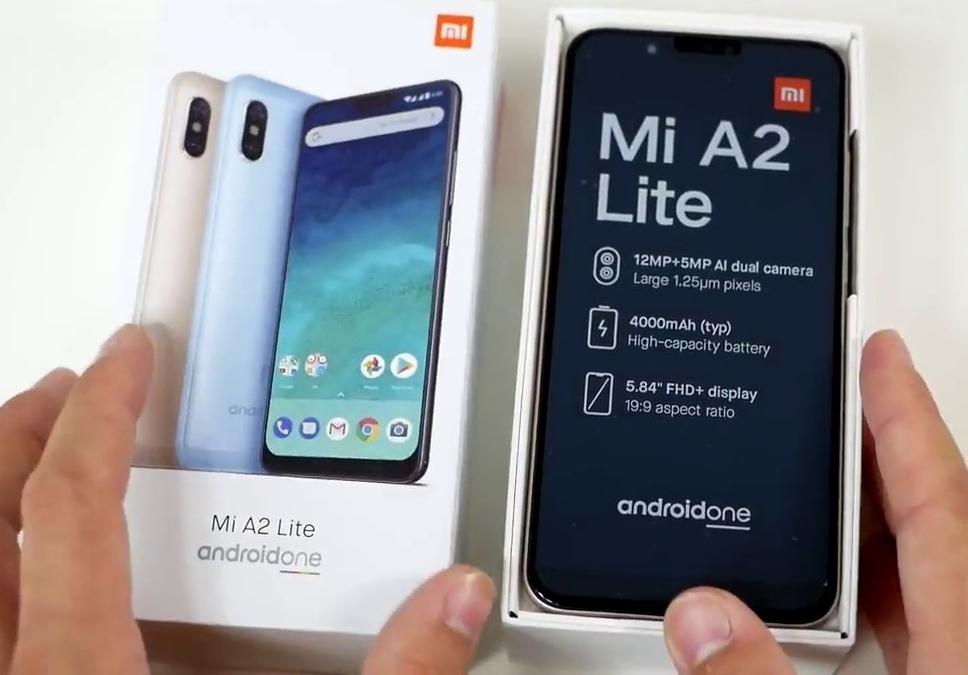 mi
andr
Mi A2 Lite
androidone
mi
Mi A2
Lite
12MP+5MP AI dual camera
Large 1.25μm pixels
4000mAh (typ)
High-capacity battery
5.84" FHD+ display
19:9 aspect ratio
androidone